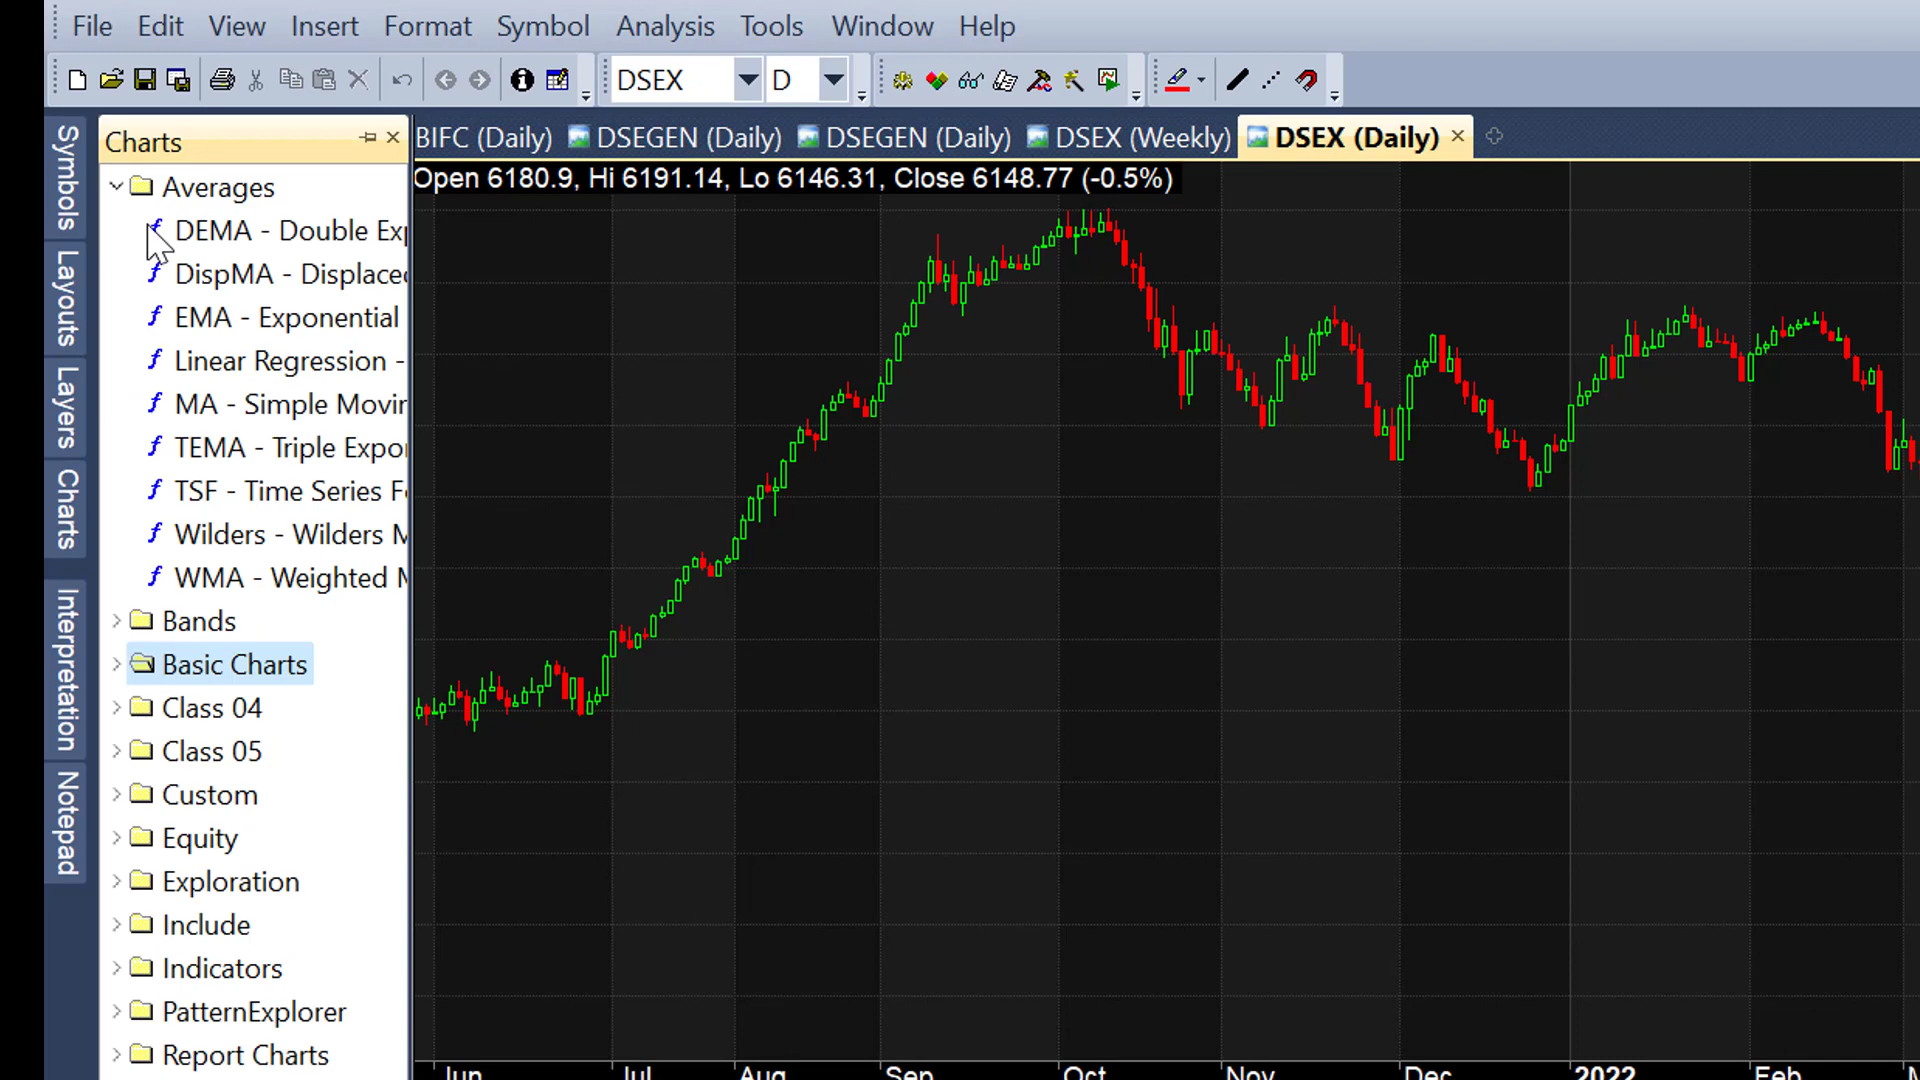 File Edit View Insert Format Symbol Analysis Tools Window Help
DSEX D
Charts
BIFC (Daily) DSEGEN (Daily) DSEGEN (Daily) DSEX (Weekly) DSEX (Daily)
Open 6180.9, Hi 6191.14, Lo 6146.31, Close 6148.77 (-0.5%)
Symbols
Layouts
Layers
Charts
Interpretation
Notepad
Averages
DEMA - Double Exp
DispMA - Displaced
EMA - Exponential
Linear Regression -
MA - Simple Movin
TEMA - Triple Expo
TSF - Time Series F
Wilders - Wilders M
WMA - Weighted M
Bands
Basic Charts
Class 04
Class 05
Custom
Equity
Exploration
Include
Indicators
PatternExplorer
Report Charts
Jun Jul Aug Sep Oct Nov Dec 2022 Feb